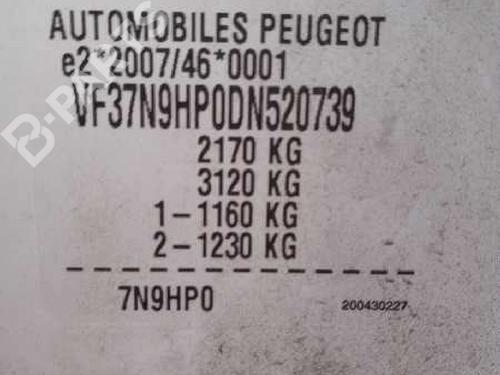 AUTOMOBILES PEUGEOT
e2*2007/46*0001
VF37N9HP0DN520739
2170 KG
3120 KG
1-1160 KG
2-1230 KG
7N9HP0 200430227
B-PARTS